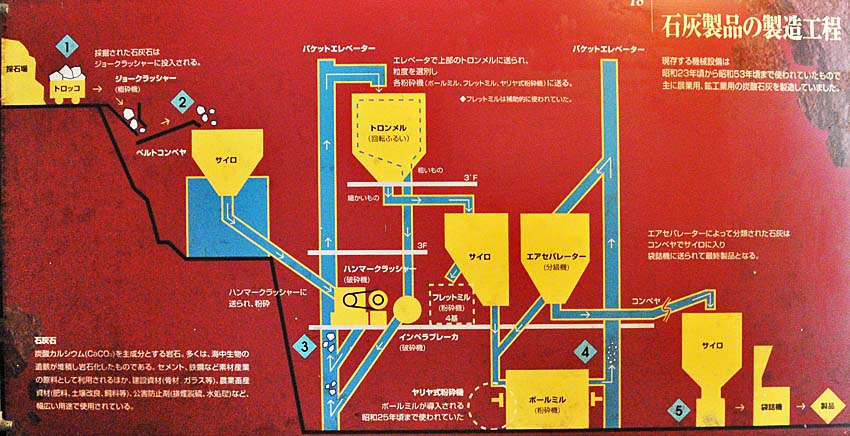 18
石灰製品の製造工程
現存する機械設備は
昭和23年頃から昭和53年頃まで使われていたもので
主に農業用、鉱工業用の炭酸石灰を製造していました。
1
採掘された石灰石は
ジョークラッシャーに投入される。
採石場
トロッコ
ジョークラッシャー
(粗砕機)
2
ベルトコンベヤ
サイロ
バケットエレベーター
エレベータで上部のトロンメルに送られ、
粒度を選別し
各粉砕機(ボールミル、フレットミル、ヤリヤ式粉砕機)に送る。
◆フレットミルは補助的に使われていた。
バケットエレベーター
トロンメル
(回転ふるい)
粗いもの
3'F
細かいもの
3F
サイロ
エアセパレーター
(分級機)
エアセパレーターによって分類された石灰は
コンベヤでサイロに入り
袋詰機に送られて最終製品となる。
ハンマークラッシャーに
送られ、粉砕
ハンマークラッシャー
(破砕機)
フレットミル
(粉砕機)
4基
コンベヤ
インペラブレーカ
(破砕機)
3
4
サイロ
石灰石
炭酸カルシウム(CaCO₃)を主成分とする岩石。多くは、海中生物の
遺骸が堆積し岩石化したものである。セメント、鉄鋼など素材産業
の原料として利用されるほか、建設資材(骨材、ガラス等)、農業畜産
資材(肥料、土壌改良、飼料等)、公害防止剤(排煙脱硫、水処理)など、
幅広い用途で使用されている。
ヤリヤ式粉砕機
ボールミルが導入される
昭和25年頃まで使われていた
ボールミル
(粉砕機)
5
袋詰機
製品